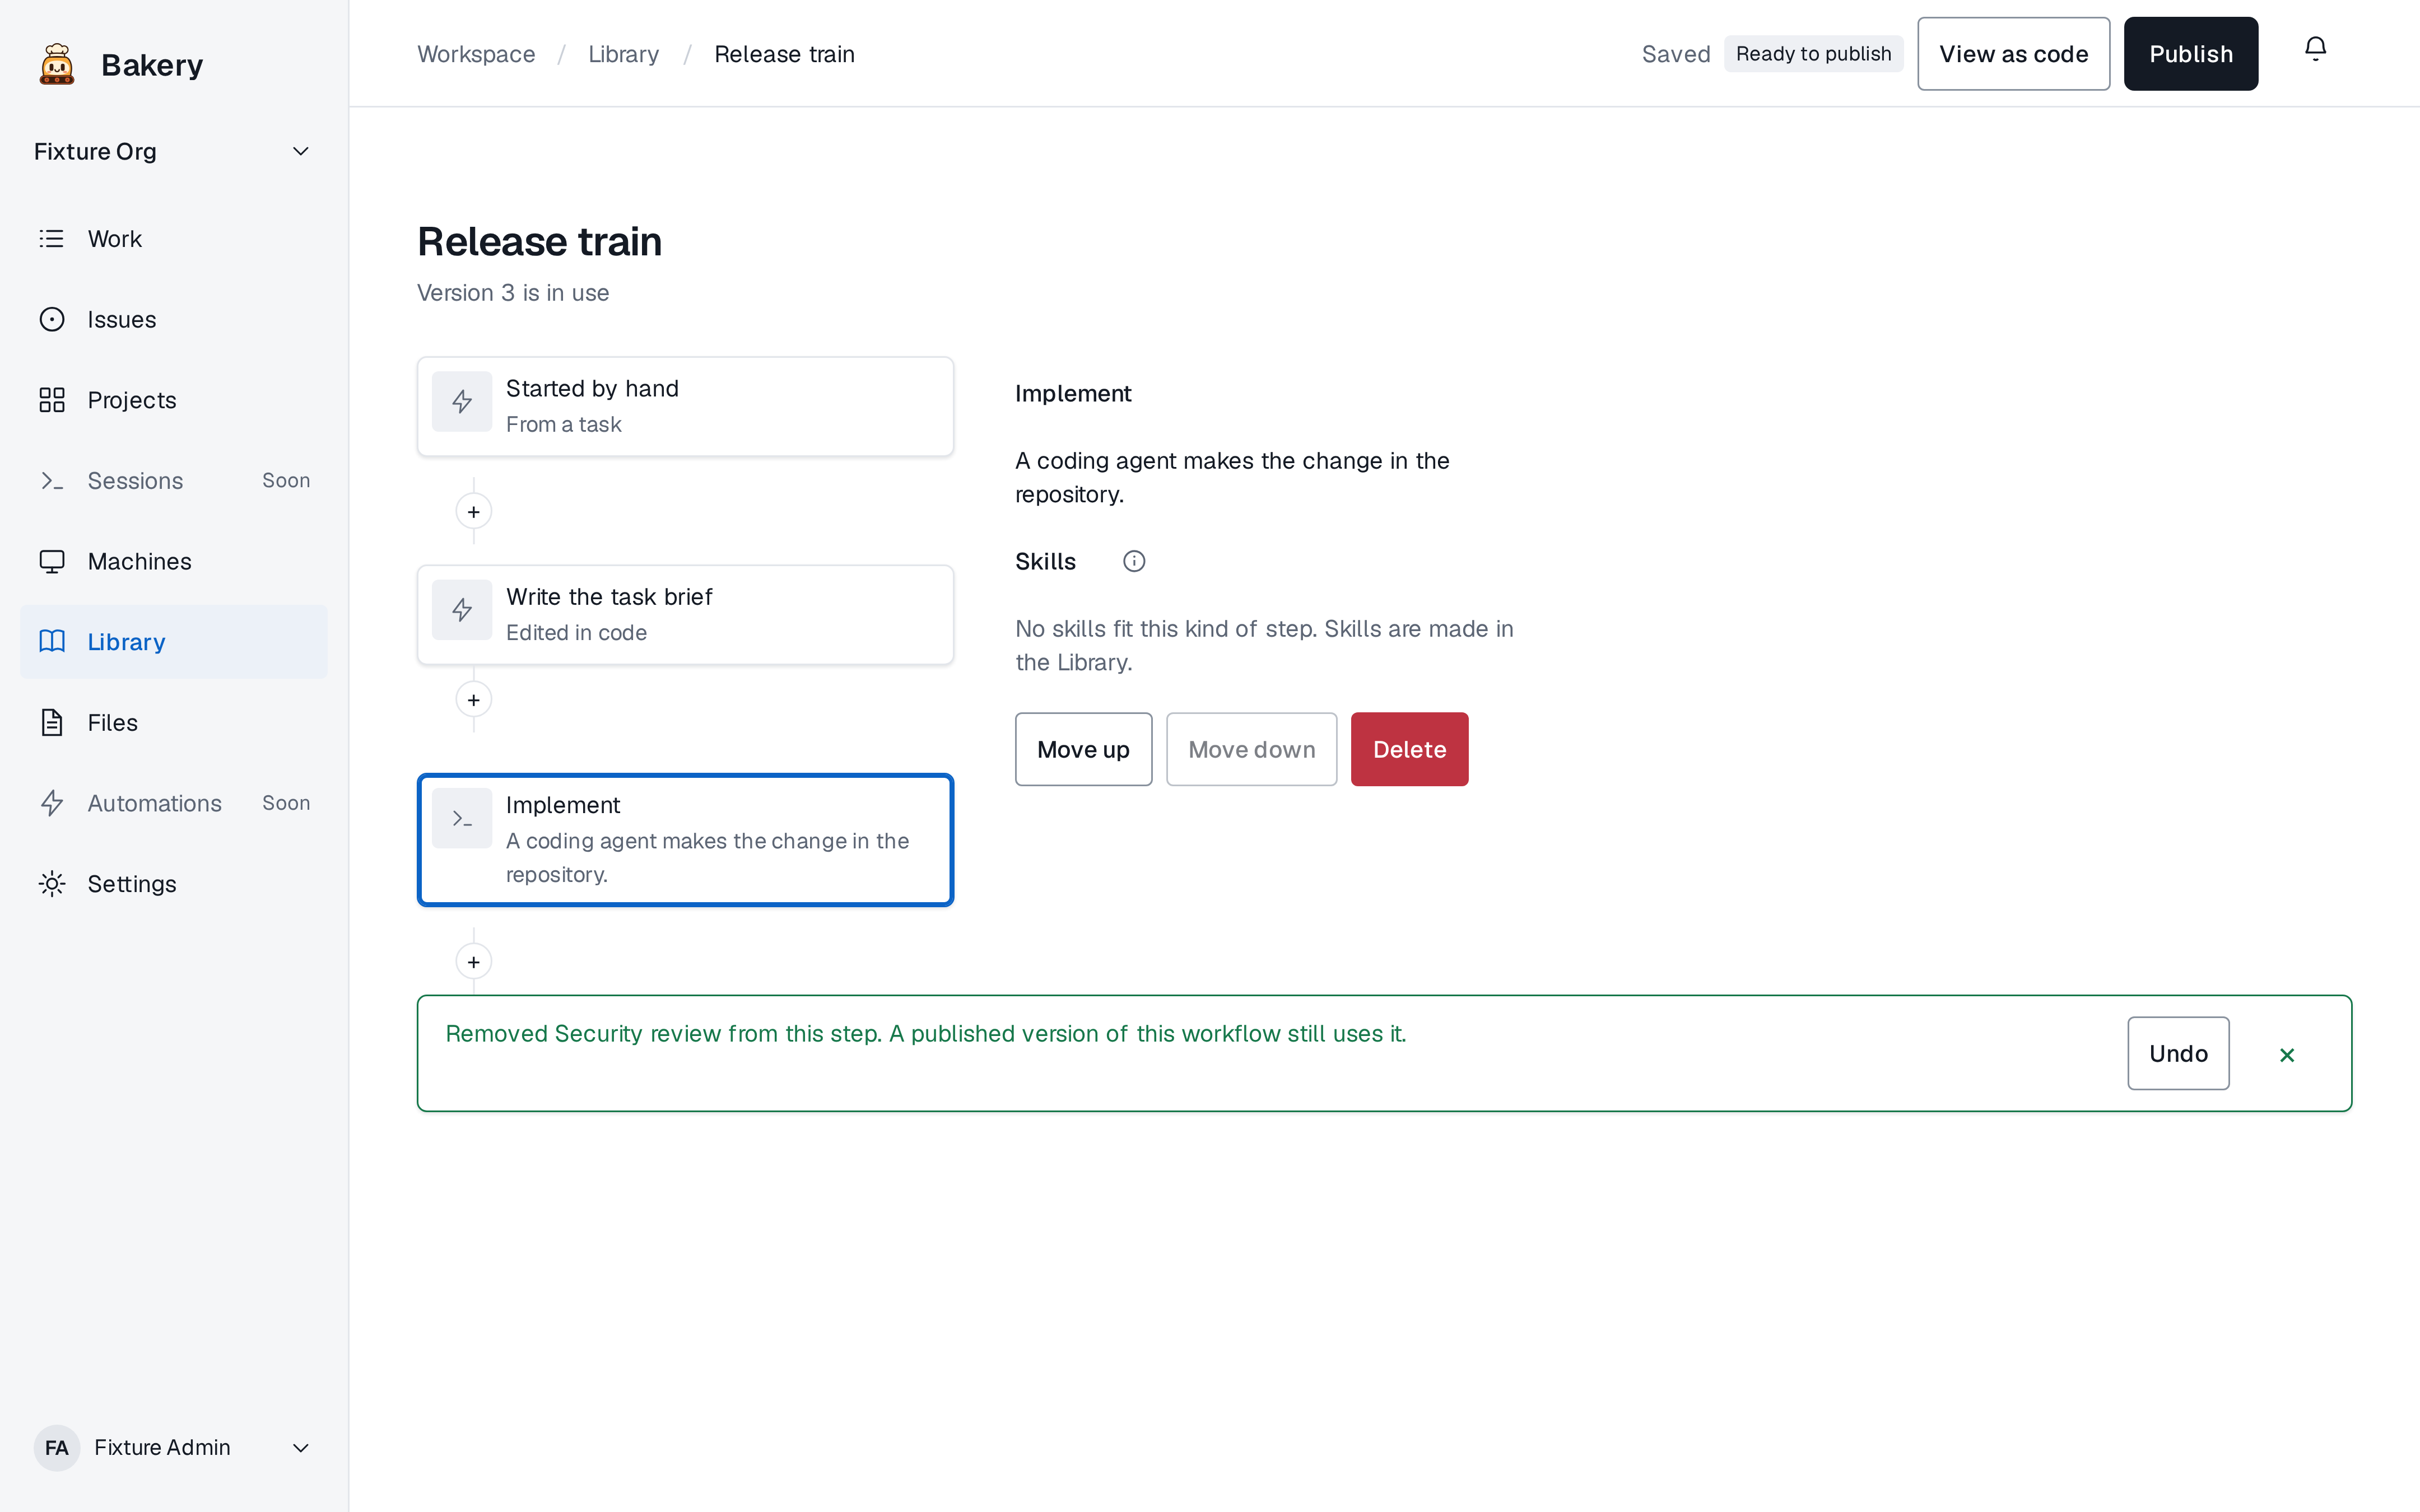 Bakery
Fixture Org
Work
Issues
Projects
Sessions Soon
Machines
Library
Files
Automations Soon
Settings
FA Fixture Admin
Workspace / Library / Release train
Saved Ready to publish View as code Publish
Release train
Version 3 is in use
Started by hand
From a task
+
Write the task brief
Edited in code
+
Implement
A coding agent makes the change in the
repository.
+
Implement
A coding agent makes the change in the
repository.
Skills
No skills fit this kind of step. Skills are made in
the Library.
Move up Move down Delete
Removed Security review from this step. A published version of this workflow still uses it.
Undo